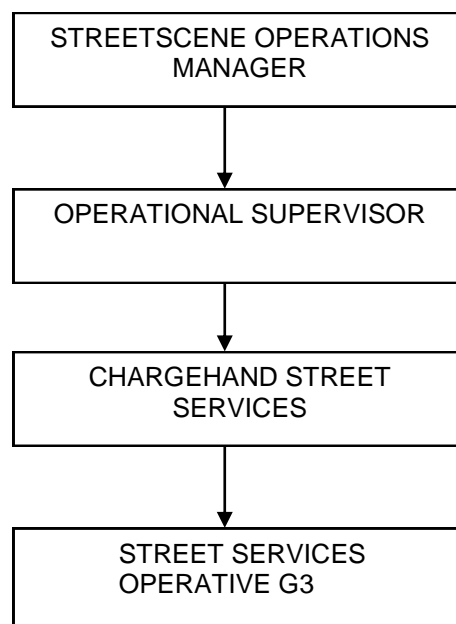 STREETSCENE OPERATIONS
MANAGER
OPERATIONAL SUPERVISOR
CHARGEHAND STREET
SERVICES
STREET SERVICES
OPERATIVE G3